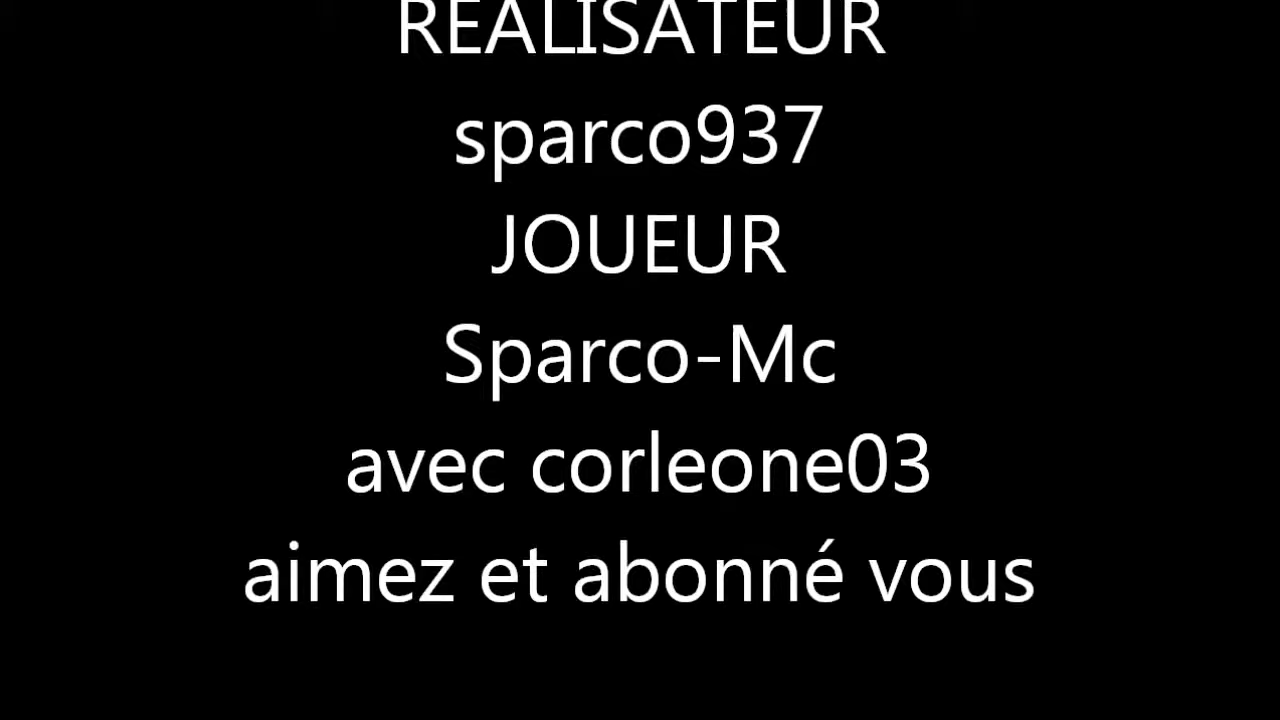 REALISATEUR
sparco937
JOUEUR
Sparco-Mc
avec corleone03
aimez et abonné vous